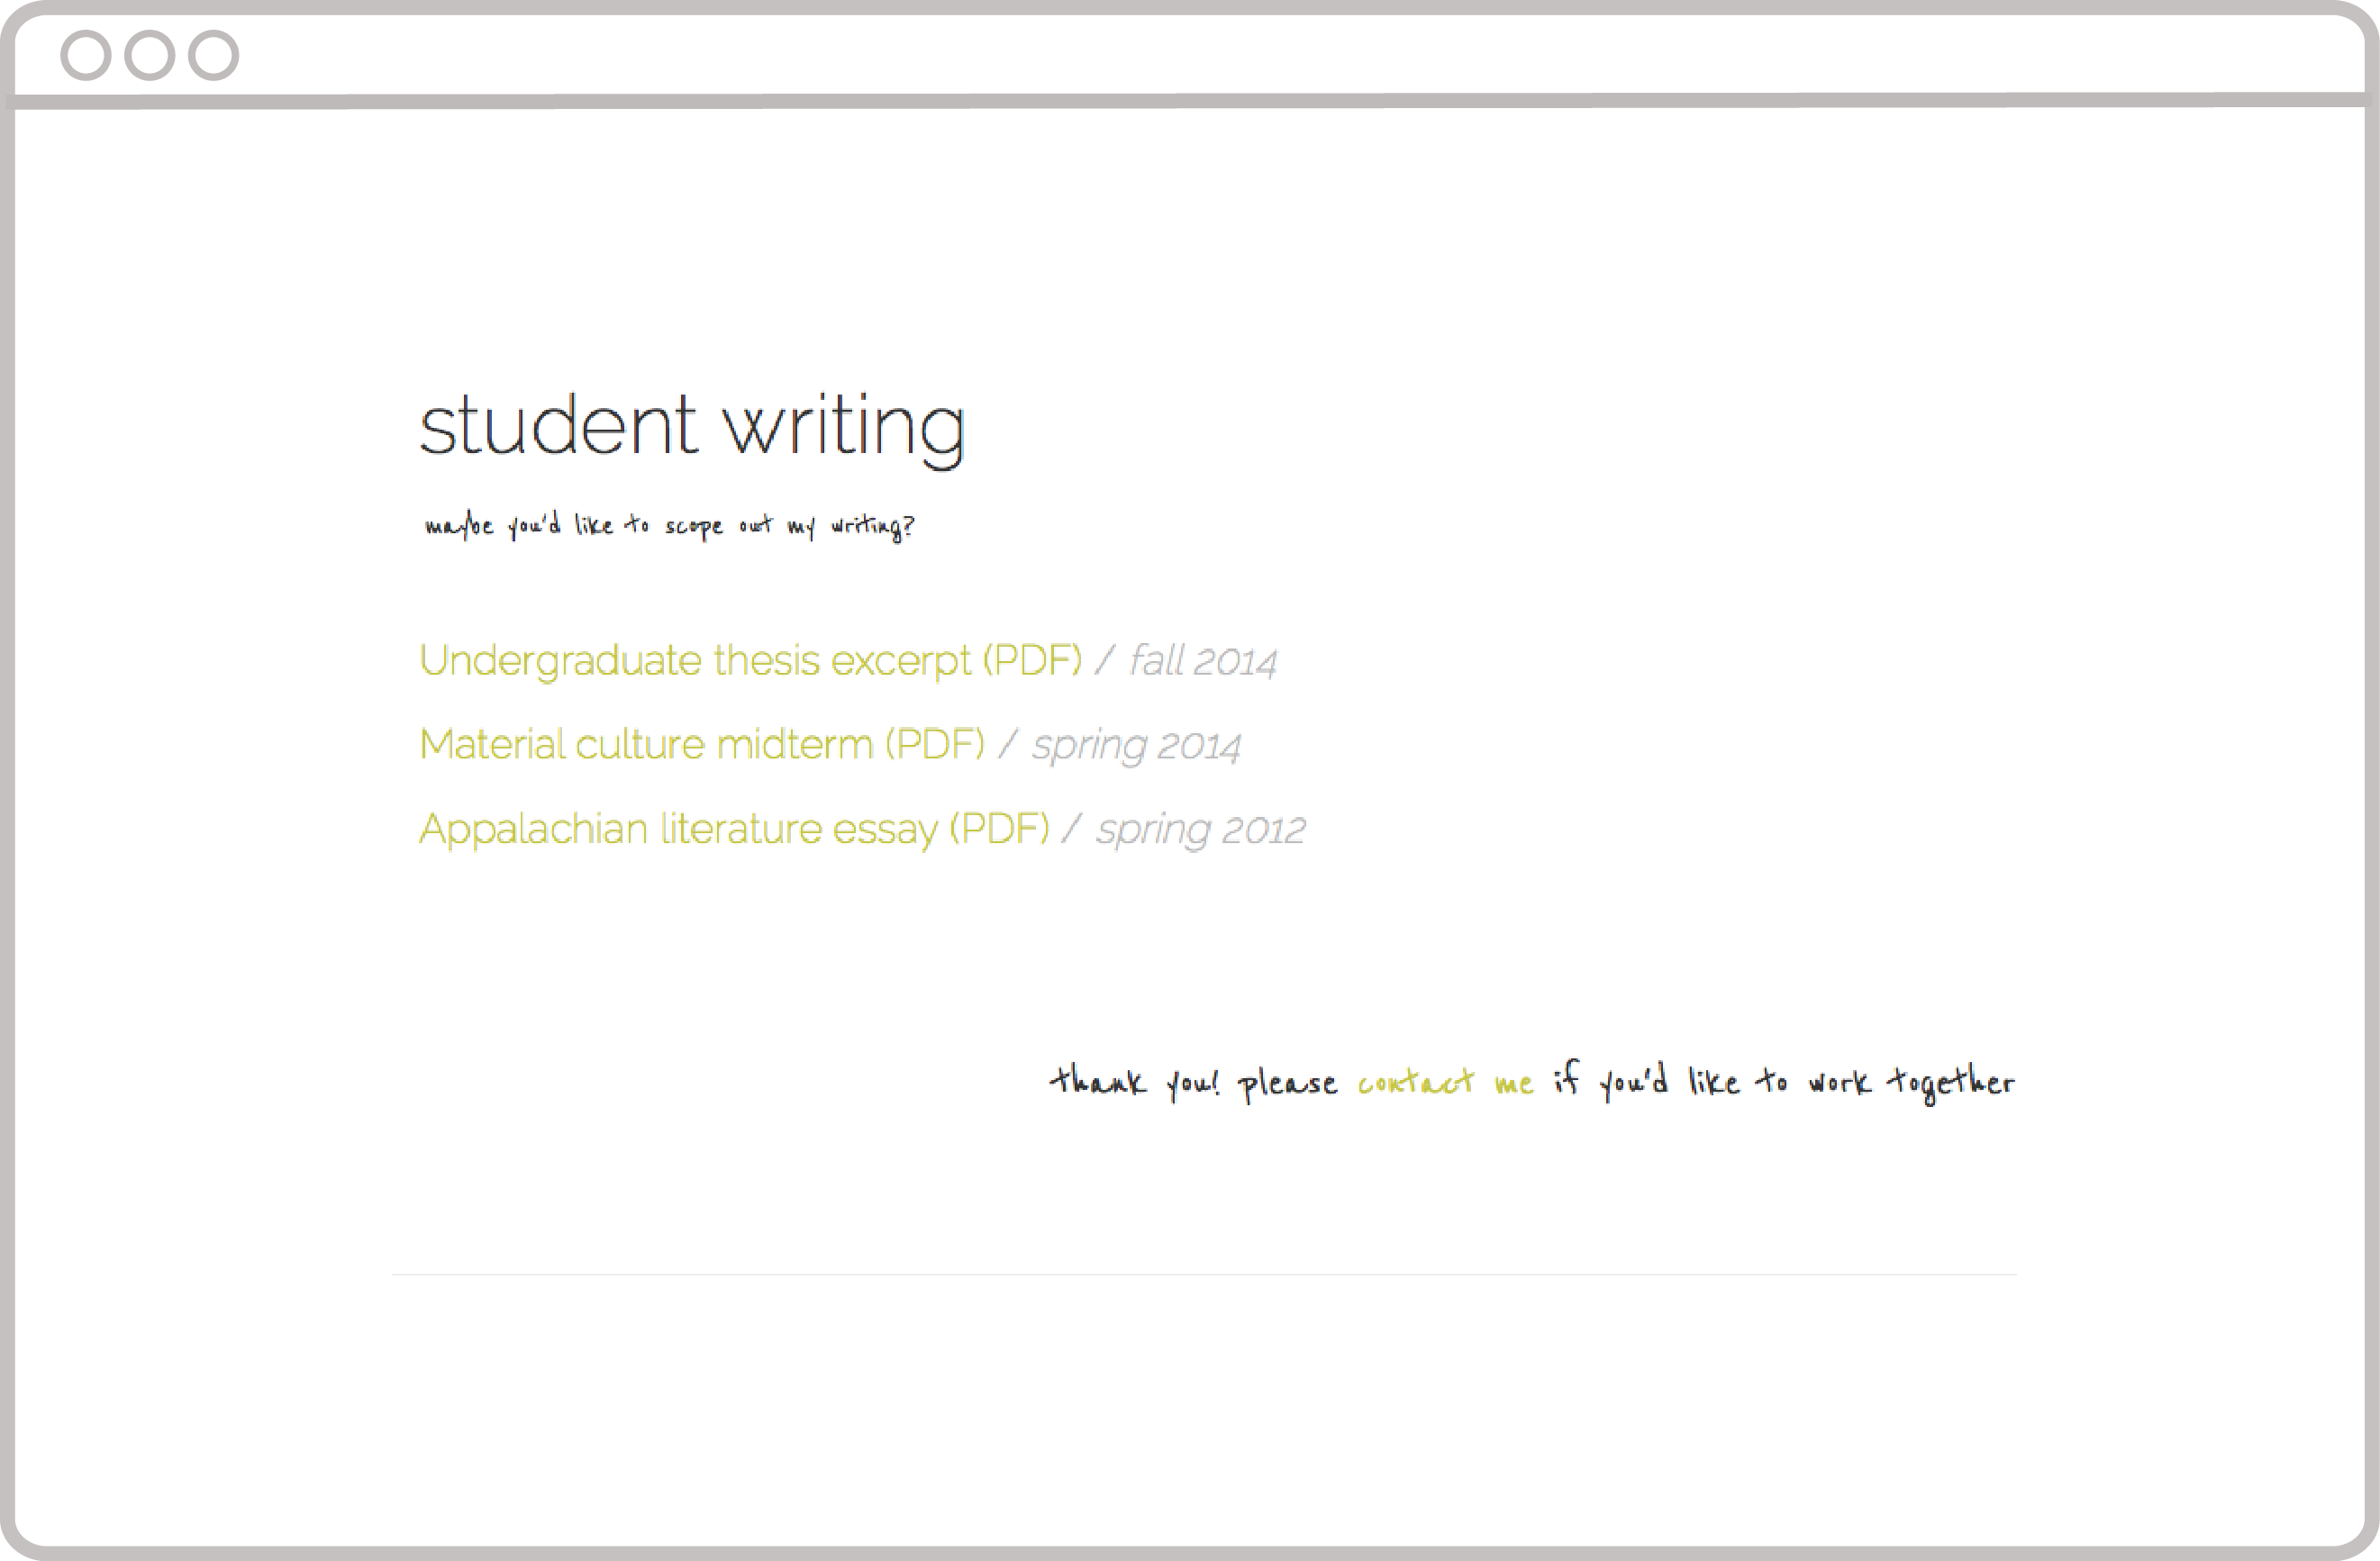 student writing
maybe you'd like to scope out my writing?
Undergraduate thesis excerpt (PDF) / fall 2014
Material culture midterm (PDF) / spring 2014
Appalachian literature essay (PDF) / spring 2012
thank you! please contact me if you'd like to work together